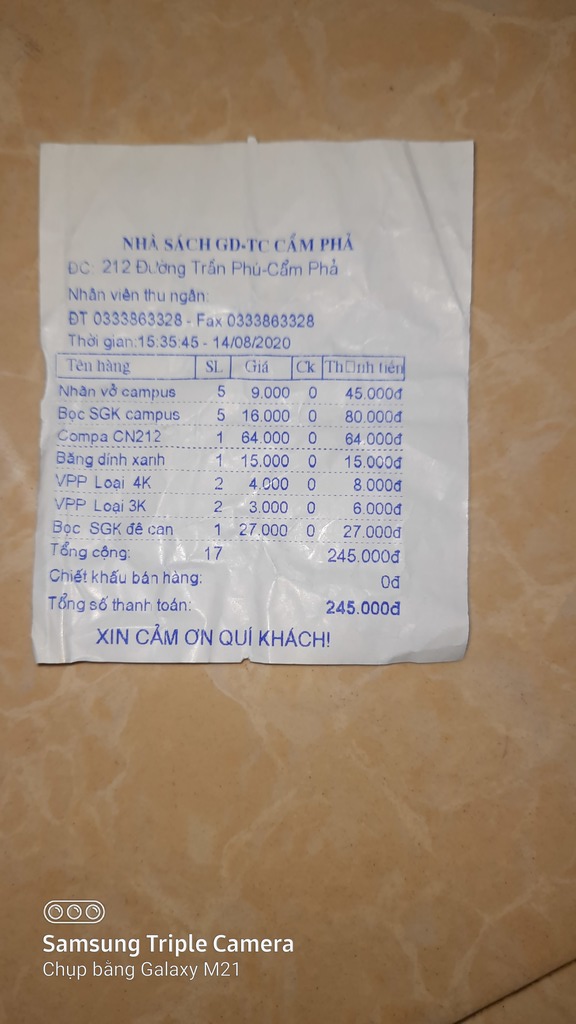 NHÀ SÁCH GD-TC CẨM PHẢ
ĐC: 212 Đường Trần Phú-Cẩm Phả
Nhân viên thu ngân:
ĐT 0333863328 - Fax 0333863328
Thời gian:15:35:45 - 14/08/2020
Tên hàng SL Giá Ck Th□nh tiền
Nhãn vở campus 5 9.000 0 45.000đ
Bọc SGK campus 5 16.000 0 80.000đ
Compa CN212 1 64.000 0 64.000đ
Băng dính xanh 1 15.000 0 15.000đ
VPP Loại 4K 2 4.000 0 8.000đ
VPP Loại 3K 2 3.000 0 6.000đ
Bọc SGK đê can 1 27.000 0 27.000đ
Tổng cộng: 17 245.000đ
Chiết khấu bán hàng: 0đ
Tổng số thanh toán: 245.000đ
XIN CẢM ƠN QUÍ KHÁCH!
Samsung Triple Camera
Chụp bằng Galaxy M21